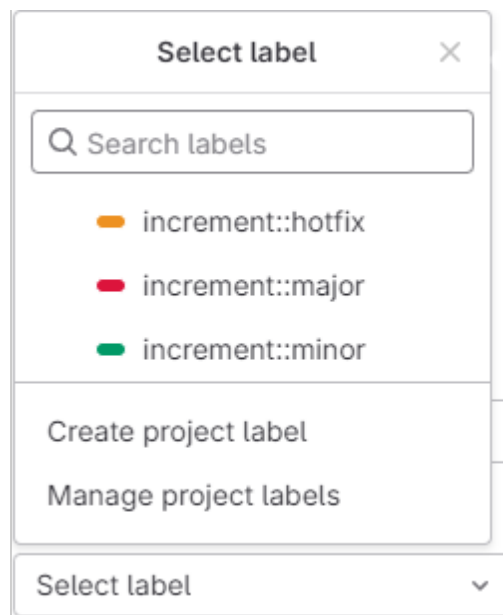 Select label
Search labels
increment::hotfix
increment::major
increment::minor
Create project label
Manage project labels
Select label